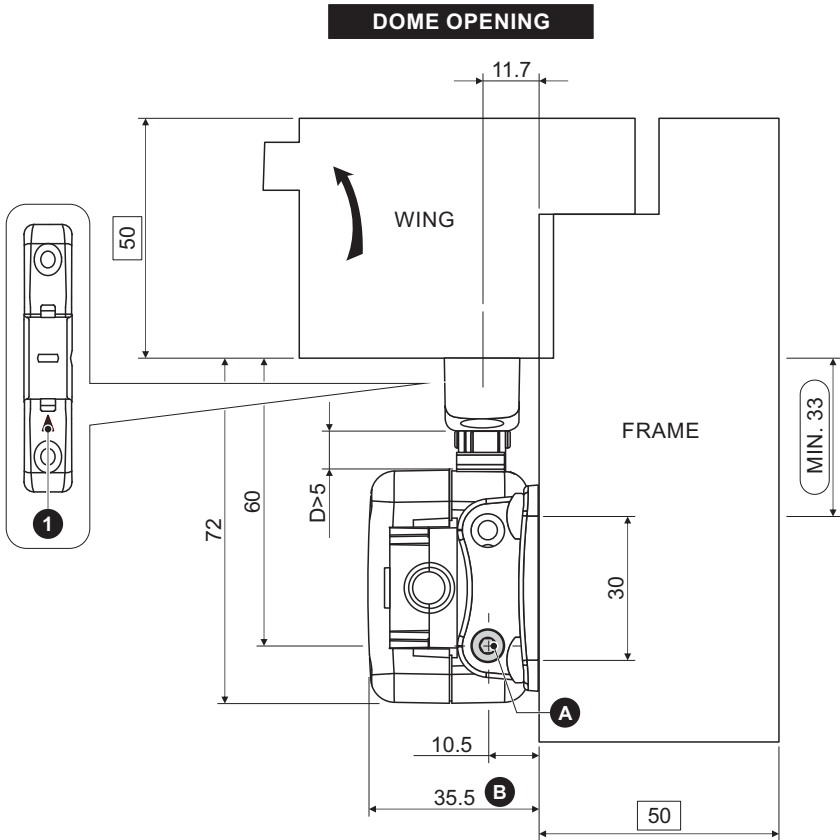 DOME OPENING
11.7
WING
50
FRAME
MIN. 33
72
60
D>5
30
1
A
10.5
35.5
B
50